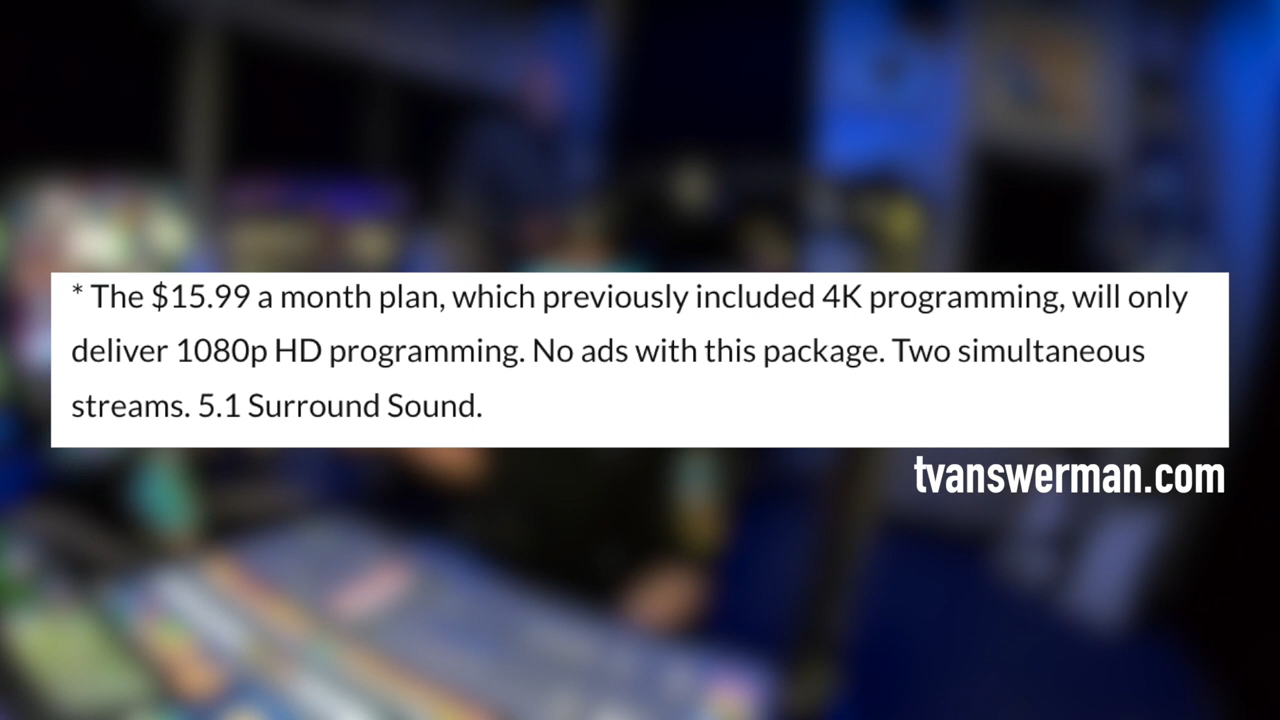 * The $15.99 a month plan, which previously included 4K programming, will only
deliver 1080p HD programming. No ads with this package. Two simultaneous
streams. 5.1 Surround Sound.
tvanswerman.com